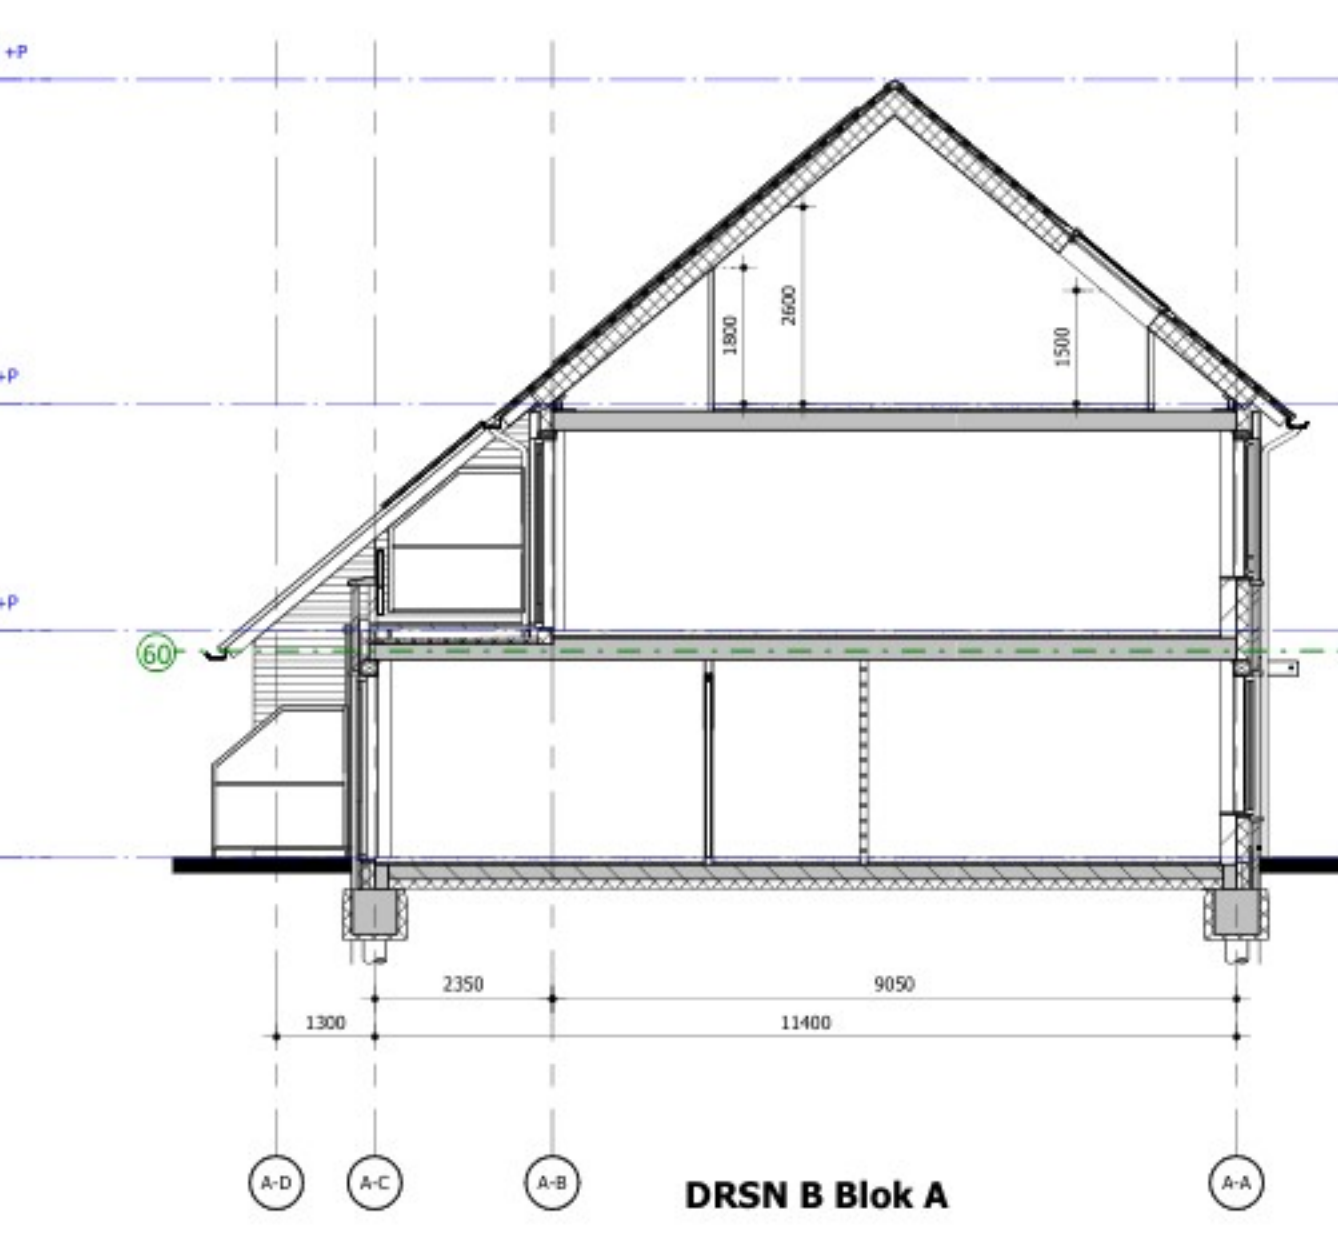 +P
2600
1800
1500
+P
+P
60
2350
9050
1300
11400
A-D
A-C
A-B
A-A
DRSN B Blok A